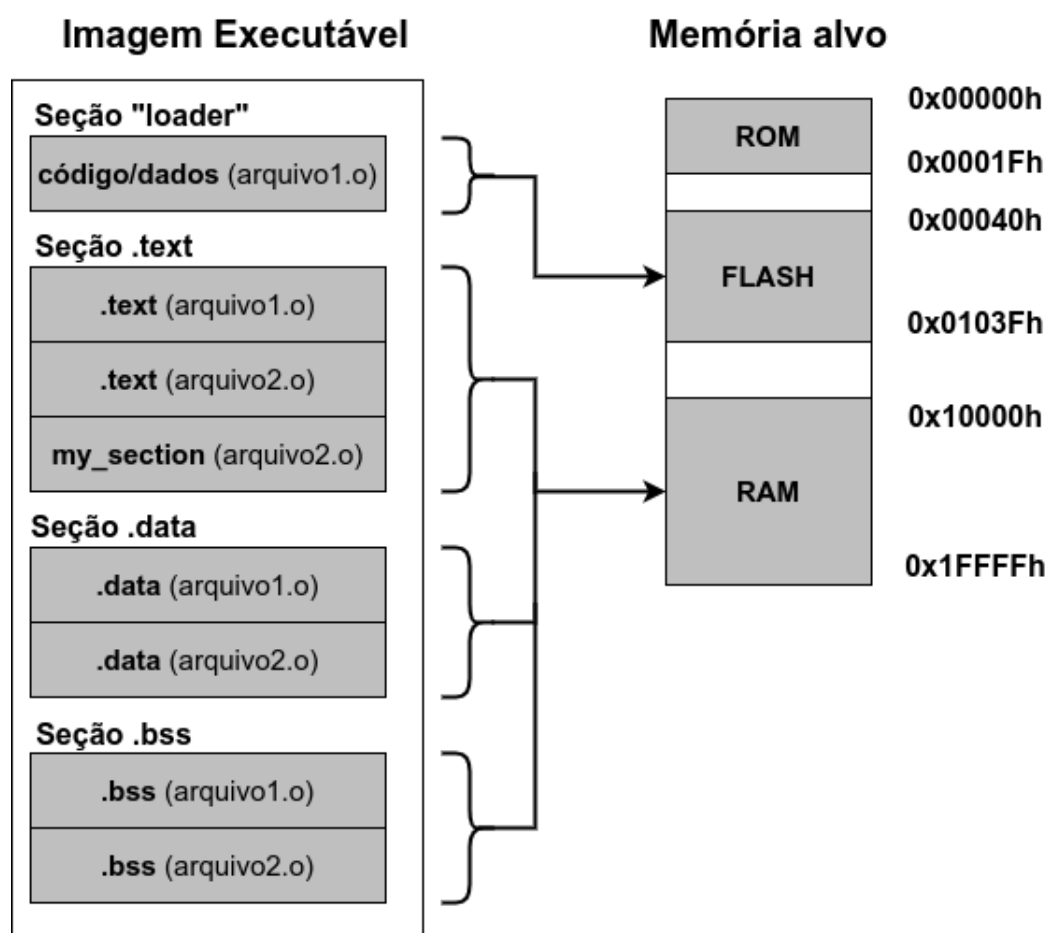 Imagem Executável
Seção "loader"
código/dados (arquivo1.o)
Seção .text
.text (arquivo1.o)
.text (arquivo2.o)
my_section (arquivo2.o)
Seção .data
.data (arquivo1.o)
.data (arquivo2.o)
Seção .bss
.bss (arquivo1.o)
.bss (arquivo2.o)
Memória alvo
0x00000h
ROM
0x0001Fh
0x00040h
FLASH
0x0103Fh
0x10000h
RAM
0x1FFFFh